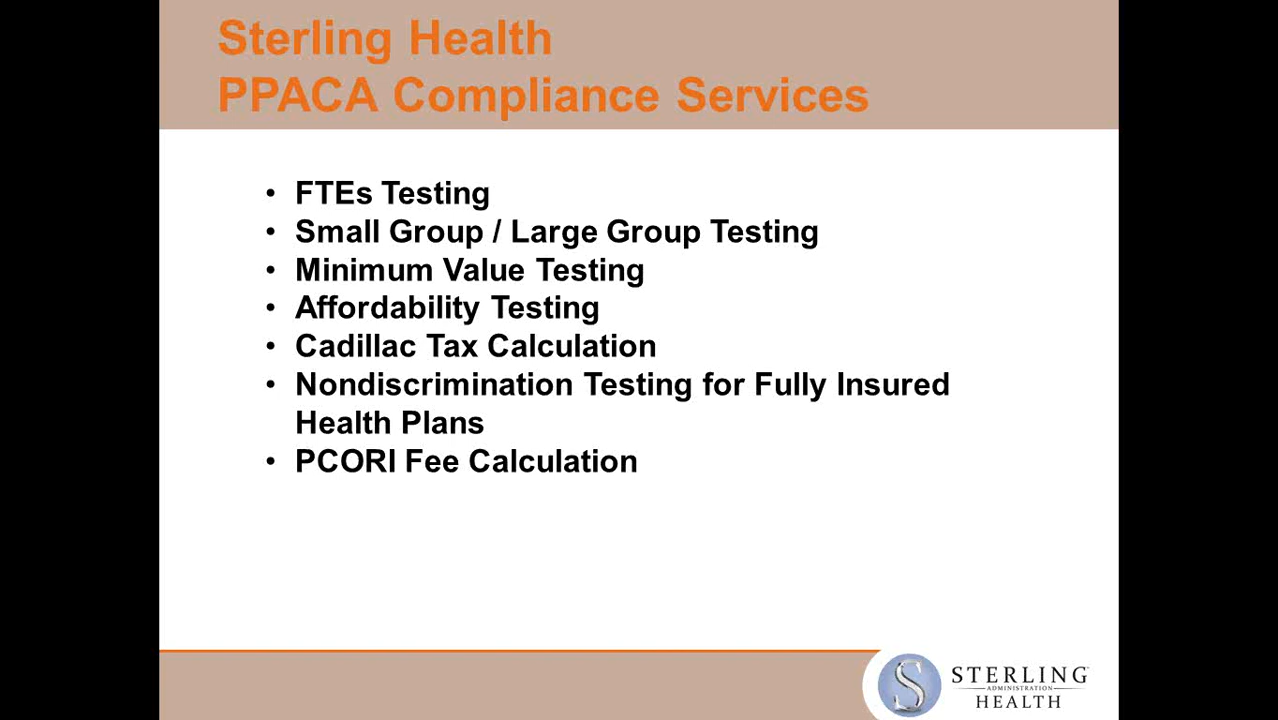 Sterling Health
PPACA Compliance Services
• FTEs Testing
• Small Group / Large Group Testing
• Minimum Value Testing
• Affordability Testing
• Cadillac Tax Calculation
• Nondiscrimination Testing for Fully Insured
Health Plans
• PCORI Fee Calculation
S
STERLING
ADMINISTRATION
HEALTH